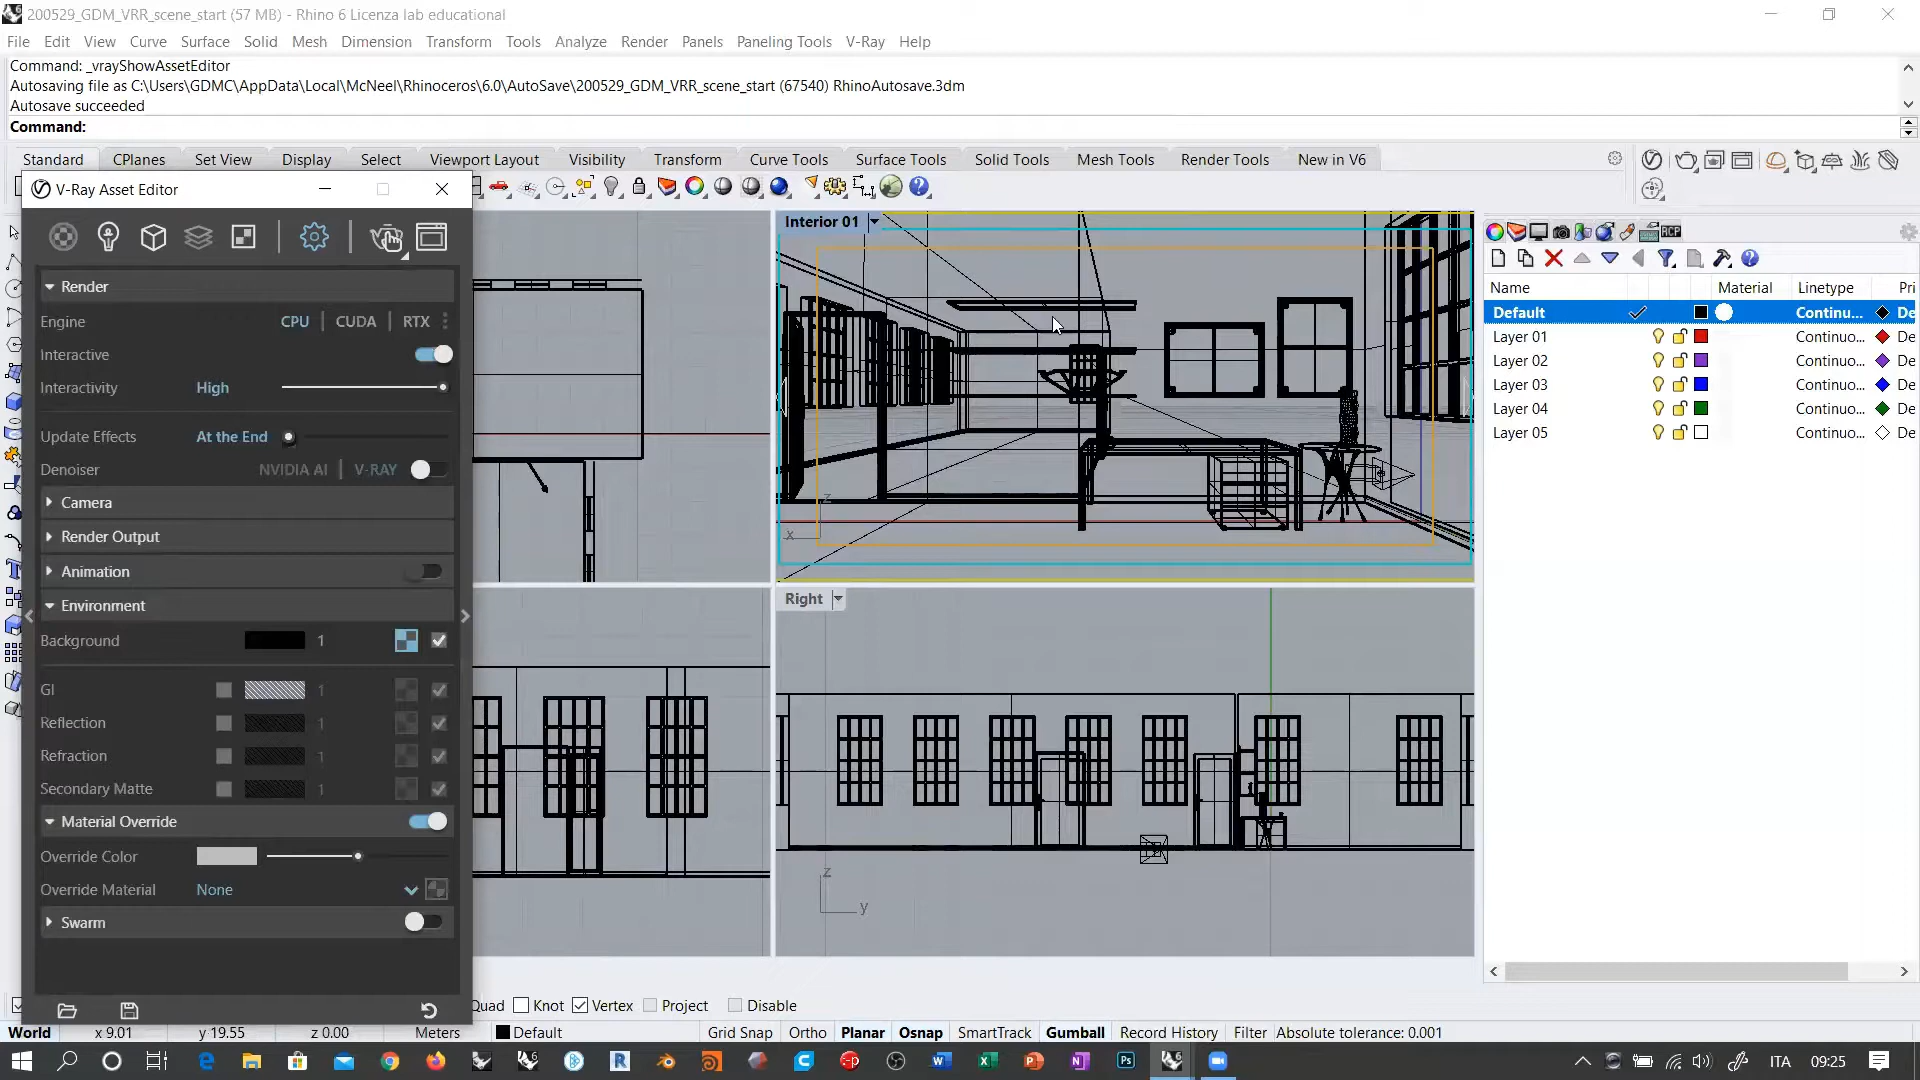 200529_GDM_VRR_scene_start (57 MB) - Rhino 6 Licenza lab educational
File Edit View Curve Surface Solid Mesh Dimension Transform Tools Analyze Render Panels Paneling Tools V-Ray Help
Command: _vrayShowAssetEditor
Autosaving file as C:\Users\GDMC\AppData\Local\McNeel\Rhinoceros\6.0\AutoSave\200529_GDM_VRR_scene_start (67540) RhinoAutosave.3dm
Autosave succeeded
Command:
Standard CPlanes Set View Display Select Viewport Layout Visibility Transform Curve Tools Surface Tools Solid Tools Mesh Tools Render Tools New in V6
V-Ray Asset Editor
Render
Engine CPU | CUDA | RTX
Interactive
Interactivity High
Update Effects At the End
Denoiser NVIDIA AI | V-RAY
Camera
Render Output
Animation
Environment
Background 1
GI 1
Reflection 1
Refraction 1
Secondary Matte 1
Material Override
Override Color
Override Material None
Swarm
Interior 01
z
x
Right
z
y
RCP
Name Material Linetype Pri
Default Continu... De
Layer 01 Continuo... De
Layer 02 Continuo... De
Layer 03 Continuo... De
Layer 04 Continuo... De
Layer 05 Continuo... De
Quad Knot Vertex Project Disable
World x 9.01 y 19.55 z 0.00 Meters Default Grid Snap Ortho Planar Osnap SmartTrack Gumball Record History Filter Absolute tolerance: 0.001
ITA 09:25